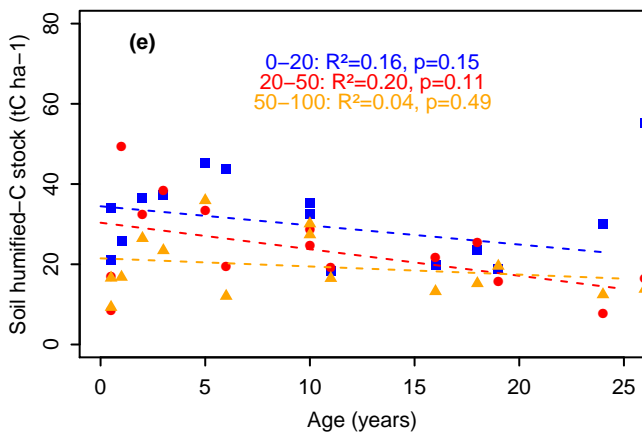 (e)
0−20: R²=0.16, p=0.15
20−50: R²=0.20, p=0.11
50−100: R²=0.04, p=0.49
Soil humified−C stock (tC ha−1)
80
60
40
20
0
0 5 10 15 20 25
Age (years)